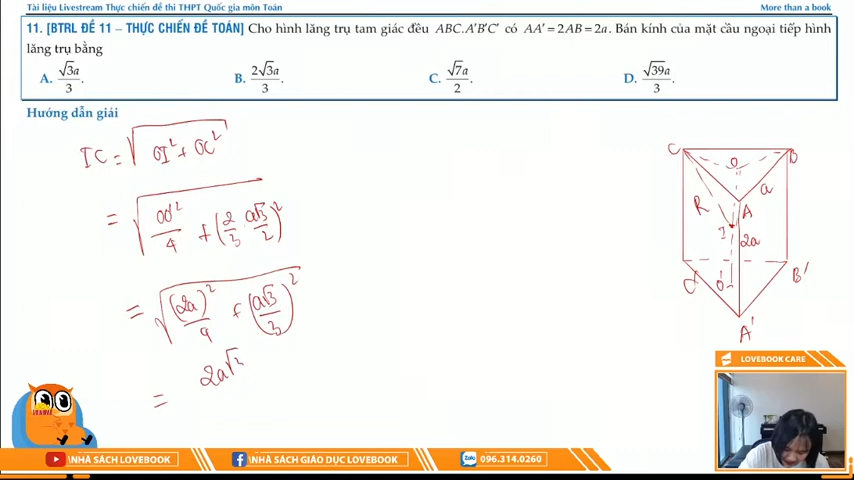 Tài liệu Livestream Thực chiến đề thi THPT Quốc gia môn Toán
More than a book
11. [BTRL ĐỀ 11 – THỰC CHIẾN ĐỀ TOÁN] Cho hình lăng trụ tam giác đều ABC.A'B'C' có AA' = 2AB = 2a. Bán kính của mặt cầu ngoại tiếp hình
lăng trụ bằng
A. √3a/3. B. 2√3a/3. C. √7a/2. D. √39a/3.
Hướng dẫn giải
IC = √(OI² + OC²)
= √(OO'²/4 + (2/3 · a√3/2)²)
= √((2a)²/4 + (a√3/3)²)
= 2a√3
C O B
a
R A
I 2a
C' O' B'
A'
LOVEBOOK CARE
NHÀ SÁCH LOVEBOOK
NHÀ SÁCH GIÁO DỤC LOVEBOOK
Zalo 096.314.0260